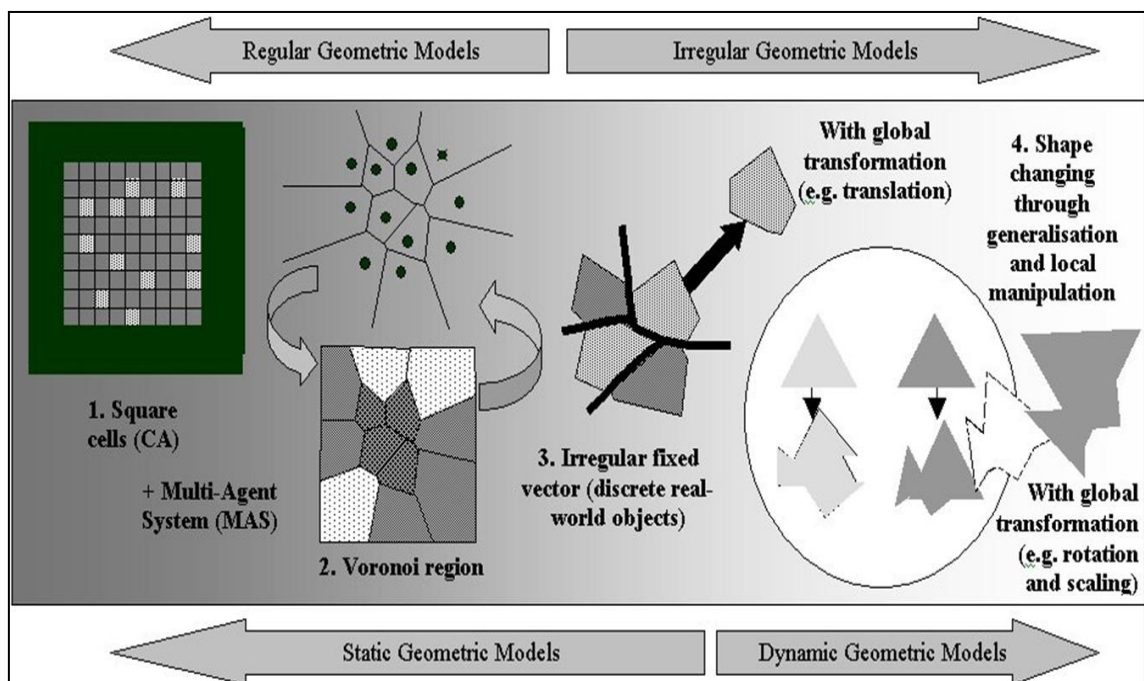 Regular Geometric Models
Irregular Geometric Models
1. Square
cells (CA)
+ Multi-Agent
System (MAS)
2. Voronoi region
3. Irregular fixed
vector (discrete real-
world objects)
With global
transformation
(e.g. translation)
4. Shape
changing
through
generalisation
and local
manipulation
With global
transformation
(e.g. rotation
and scaling)
Static Geometric Models
Dynamic Geometric Models